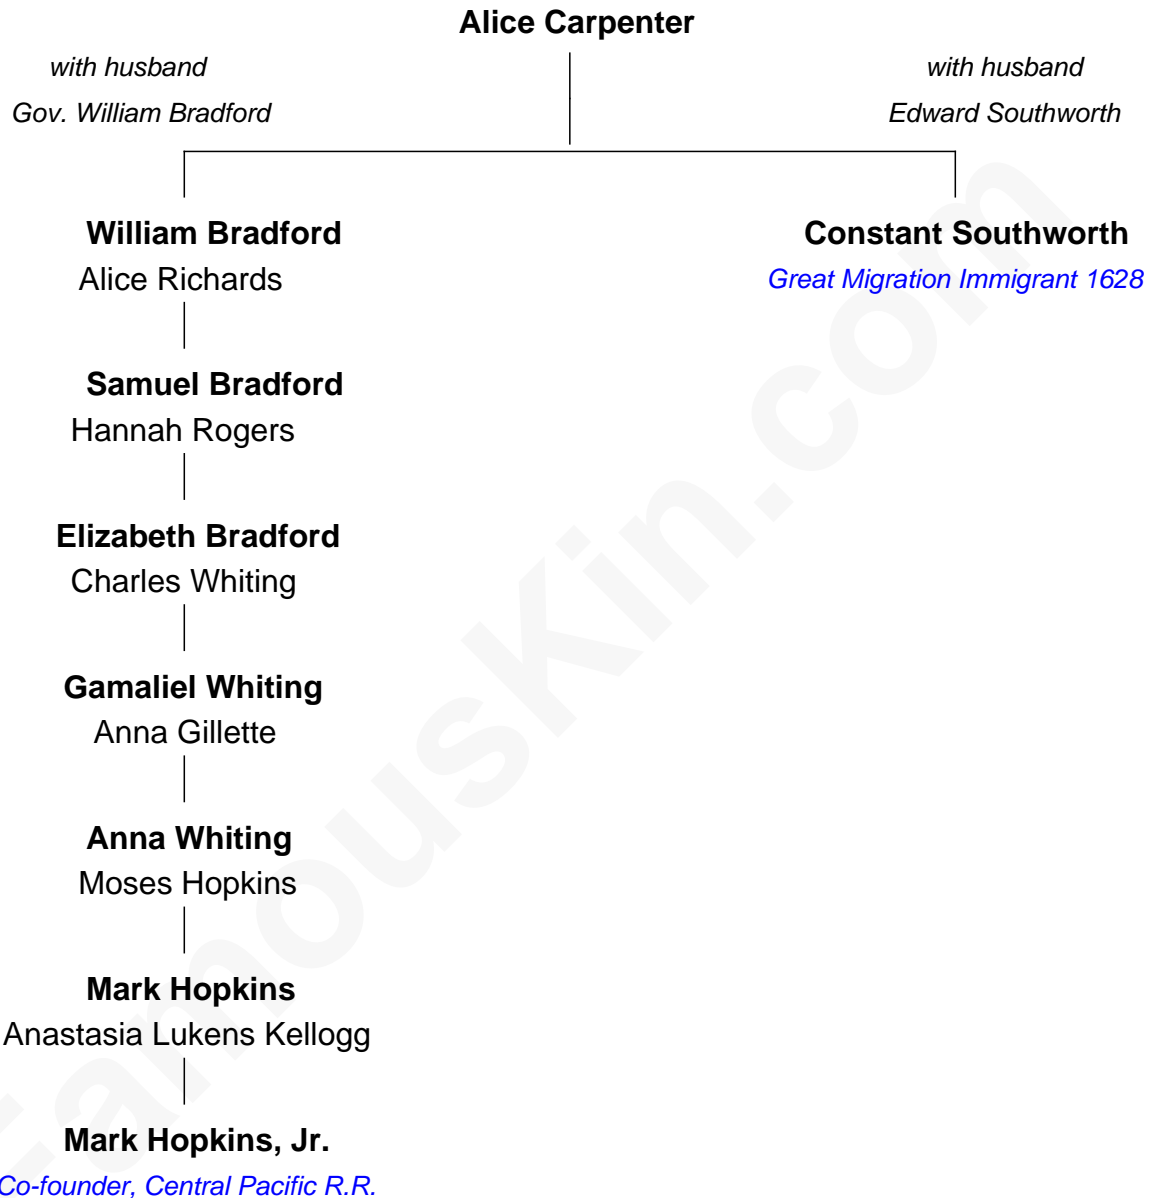 Alice Carpenter
with husband
Gov. William Bradford
with husband
Edward Southworth
William Bradford
Alice Richards
Constant Southworth
Great Migration Immigrant 1628
Samuel Bradford
Hannah Rogers
Elizabeth Bradford
Charles Whiting
Gamaliel Whiting
Anna Gillette
Anna Whiting
Moses Hopkins
Mark Hopkins
Anastasia Lukens Kellogg
Mark Hopkins, Jr.
Co-founder, Central Pacific R.R.
FamousKin.com